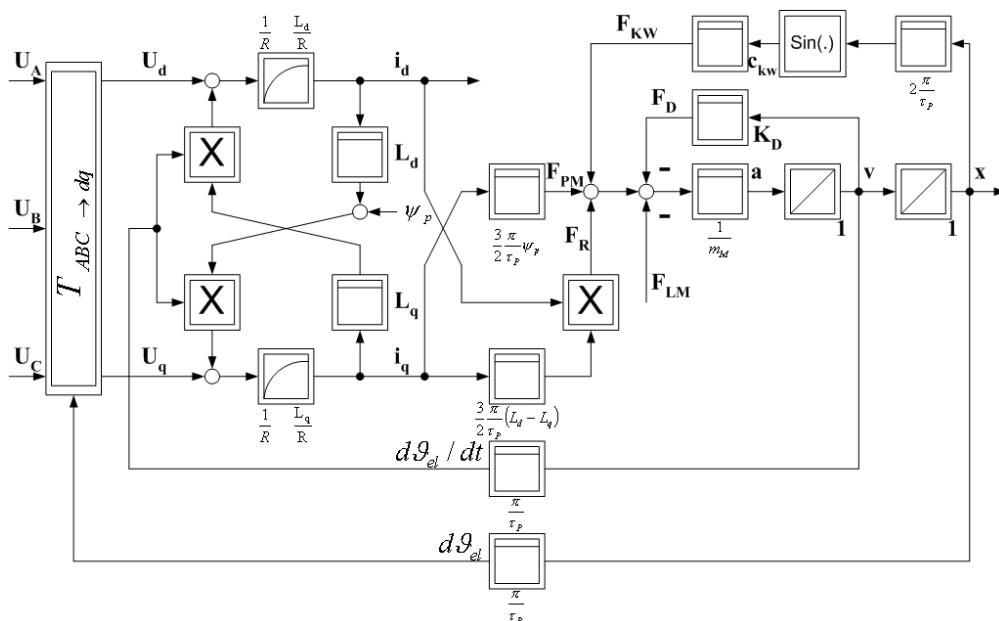 1/R L_d/R
F_KW
Sin(.)
c_kw
2 π/τ_P
U_A
U_d
i_d
F_D
K_D
X
L_d
F_PM
-
a
v
x
T_ABC → dq
U_B
ψ_p
3/2 π/τ_P ψ_p
F_R
-
1/m_M
1
1
F_LM
X
L_q
X
U_C
U_q
i_q
1/R L_q/R
3/2 π/τ_P (L_d - L_q)
dϑ_el / dt
π/τ_P
dϑ_el
π/τ_P